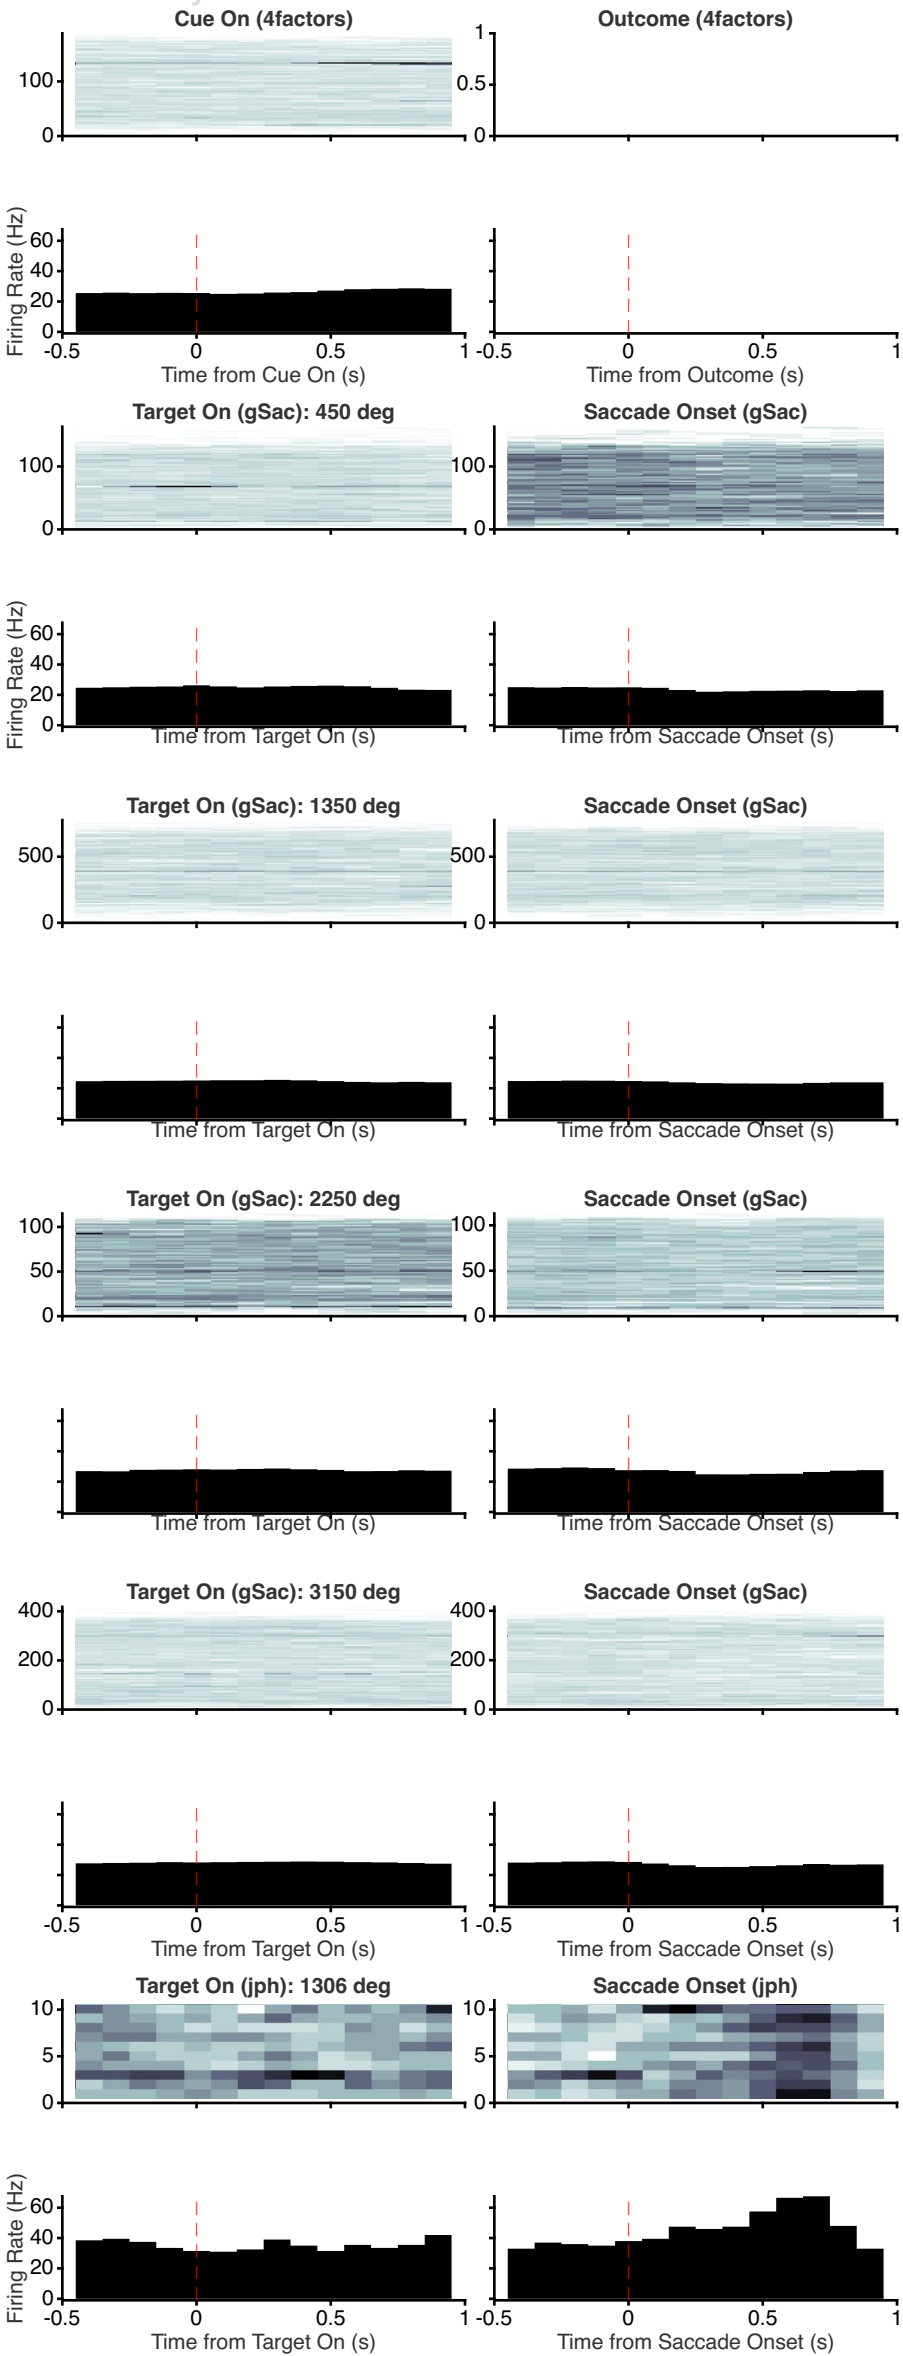 Cue On (4factors) Outcome (4factors)
100
0
1
0.5
0
Firing Rate (Hz)
60
40
20
0
-0.5 0 0.5 1 -0.5 0 0.5 1
Time from Cue On (s) Time from Outcome (s)
Target On (gSac): 450 deg Saccade Onset (gSac)
100 100
0 0
Firing Rate (Hz)
60
40
20
0
Time from Target On (s) Time from Saccade Onset (s)
Target On (gSac): 1350 deg Saccade Onset (gSac)
500 500
0 0
Time from Target On (s) Time from Saccade Onset (s)
Target On (gSac): 2250 deg Saccade Onset (gSac)
100 100
50 50
0 0
Time from Target On (s) Time from Saccade Onset (s)
Target On (gSac): 3150 deg Saccade Onset (gSac)
400 400
200 200
0 0
-0.5 0 0.5 1 -0.5 0 0.5 1
Time from Target On (s) Time from Saccade Onset (s)
Target On (jph): 1306 deg Saccade Onset (jph)
10 10
5 5
0 0
Firing Rate (Hz)
60
40
20
0
-0.5 0 0.5 1 -0.5 0 0.5 1
Time from Target On (s) Time from Saccade Onset (s)